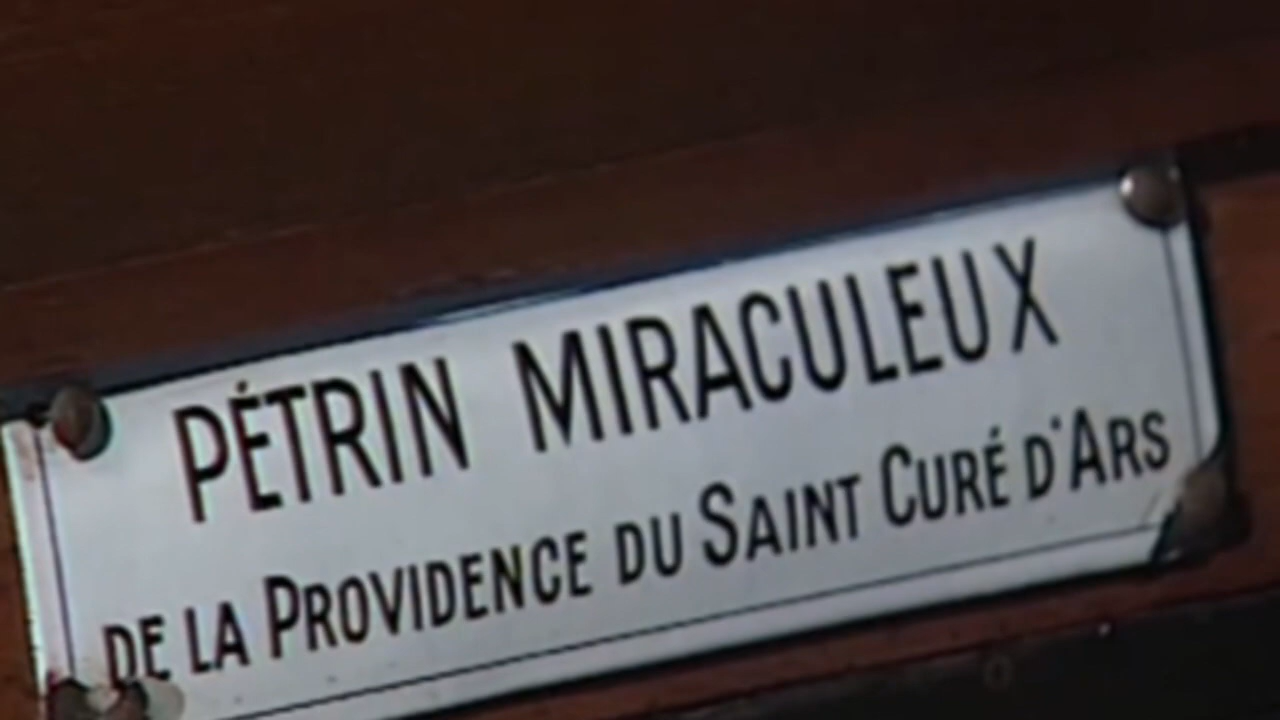 PÉTRIN MIRACULEUX
DE LA PROVIDENCE DU SAINT CURÉ D'ARS